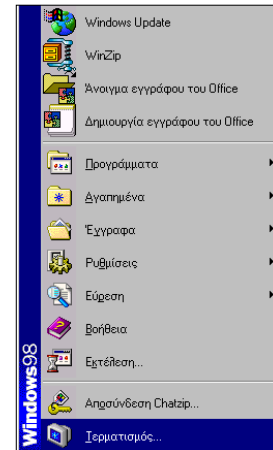 Windows Update
WinZip
Άνοιγμα εγγράφου του Office
Δημιουργία εγγράφου του Office
Προγράμματα
Αγαπημένα
Έγγραφα
Ρυθμίσεις
Εύρεση
Βοήθεια
Εκτέλεση...
Αποσύνδεση Chatzip...
Τερματισμός...
Windows98